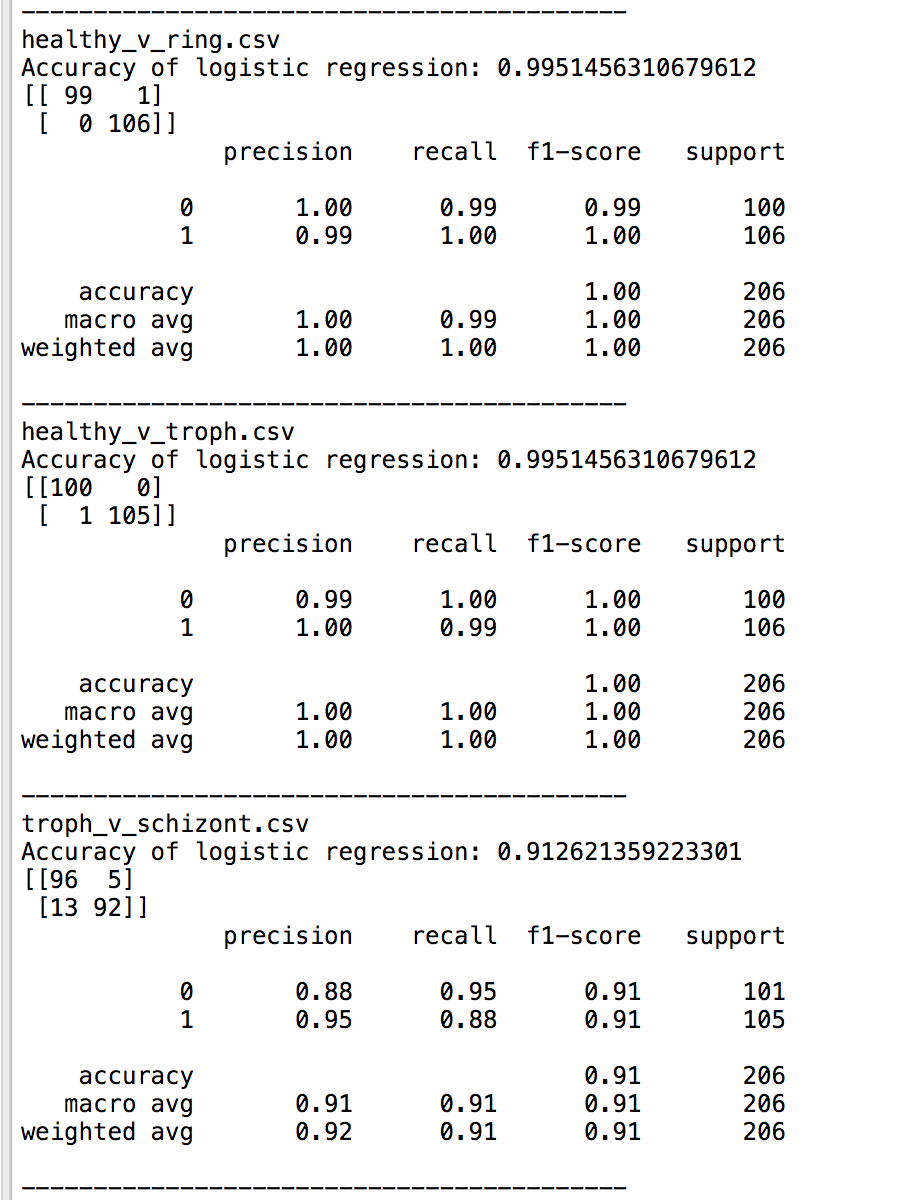 ------------------------------------------
healthy_v_ring.csv
Accuracy of logistic regression: 0.9951456310679612
[[ 99   1]
 [  0 106]]
              precision    recall  f1-score   support

           0       1.00      0.99      0.99       100
           1       0.99      1.00      1.00       106

    accuracy                           1.00       206
   macro avg       1.00      0.99      1.00       206
weighted avg       1.00      1.00      1.00       206

------------------------------------------
healthy_v_troph.csv
Accuracy of logistic regression: 0.9951456310679612
[[100   0]
 [  1 105]]
              precision    recall  f1-score   support

           0       0.99      1.00      1.00       100
           1       1.00      0.99      1.00       106

    accuracy                           1.00       206
   macro avg       1.00      1.00      1.00       206
weighted avg       1.00      1.00      1.00       206

------------------------------------------
troph_v_schizont.csv
Accuracy of logistic regression: 0.912621359223301
[[96  5]
 [13 92]]
              precision    recall  f1-score   support

           0       0.88      0.95      0.91       101
           1       0.95      0.88      0.91       105

    accuracy                           0.91       206
   macro avg       0.91      0.91      0.91       206
weighted avg       0.92      0.91      0.91       206

------------------------------------------